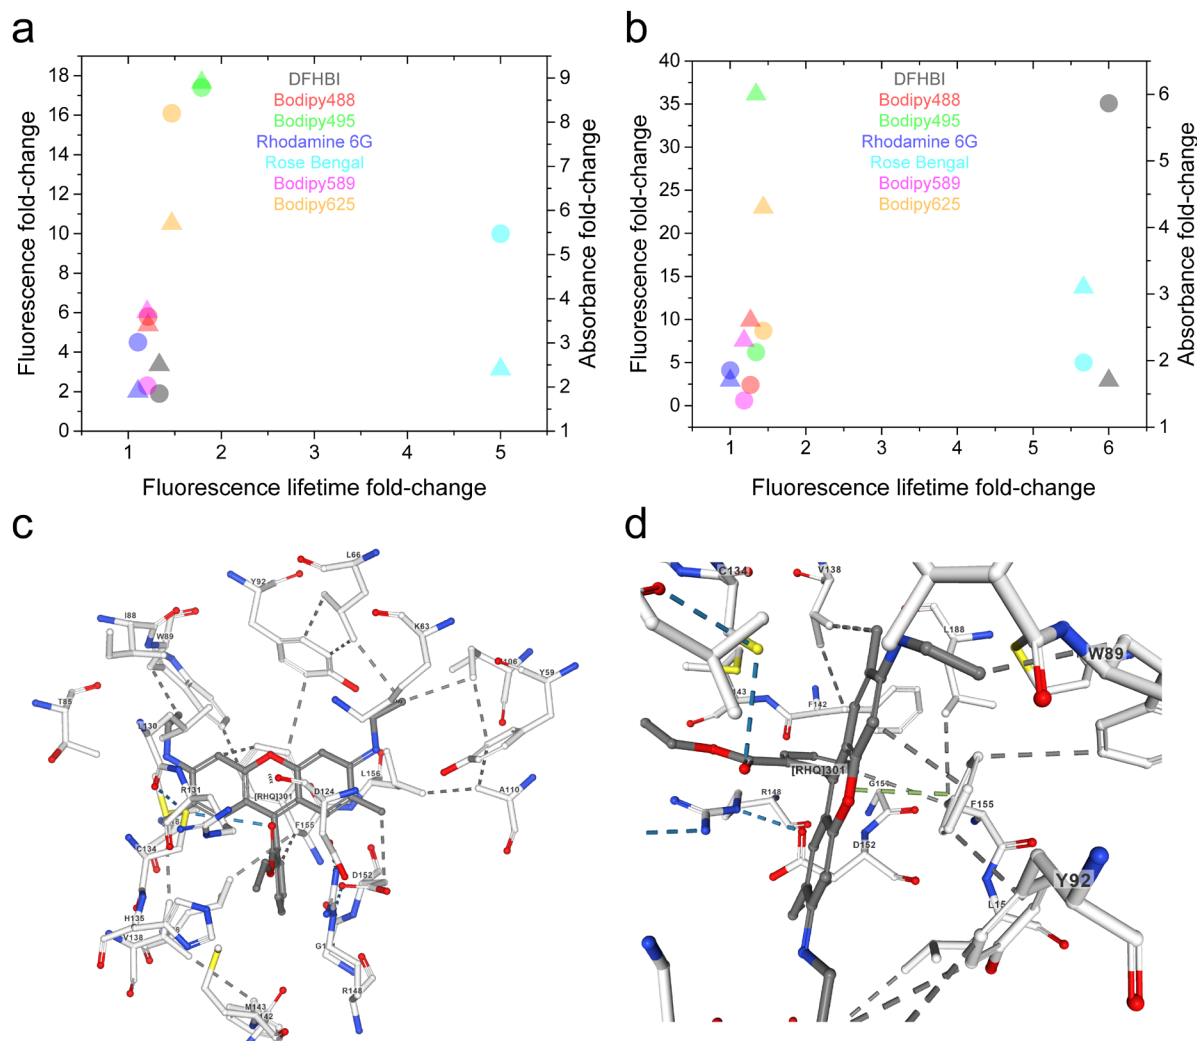 a
18
16
14
12
10
8
6
4
2
0
Fluorescence fold-change
DFHBI
Bodipy488
Bodipy495
Rhodamine 6G
Rose Bengal
Bodipy589
Bodipy625
9
8
7
6
5
4
3
2
1
Absorbance fold-change
1 2 3 4 5
Fluorescence lifetime fold-change
b
40
35
30
25
20
15
10
5
0
Fluorescence fold-change
DFHBI
Bodipy488
Bodipy495
Rhodamine 6G
Rose Bengal
Bodipy589
Bodipy625
6
5
4
3
2
1
Absorbance fold-change
1 2 3 4 5 6
Fluorescence lifetime fold-change
c
L66
Y92
I88
K63
W89
106
Y59
T85
L130
L156
R131
[RHQ]301
D124
A110
F155
C134
D152
H135
V138
R148
M143
142
d
C134
V138
L188
W89
143
F142
[RHQ]301
R148
G15
F155
D152
Y92
L15